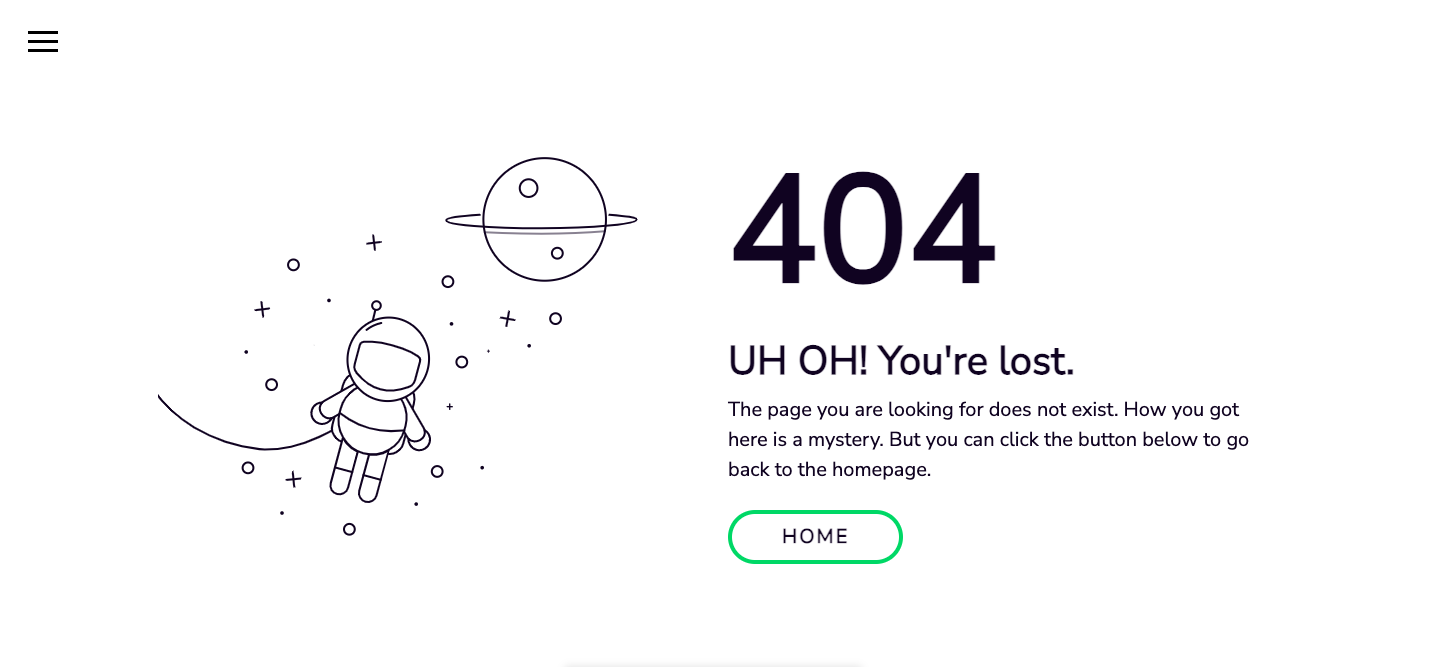 404
UH OH! You're lost.
The page you are looking for does not exist. How you got
here is a mystery. But you can click the button below to go
back to the homepage.
HOME